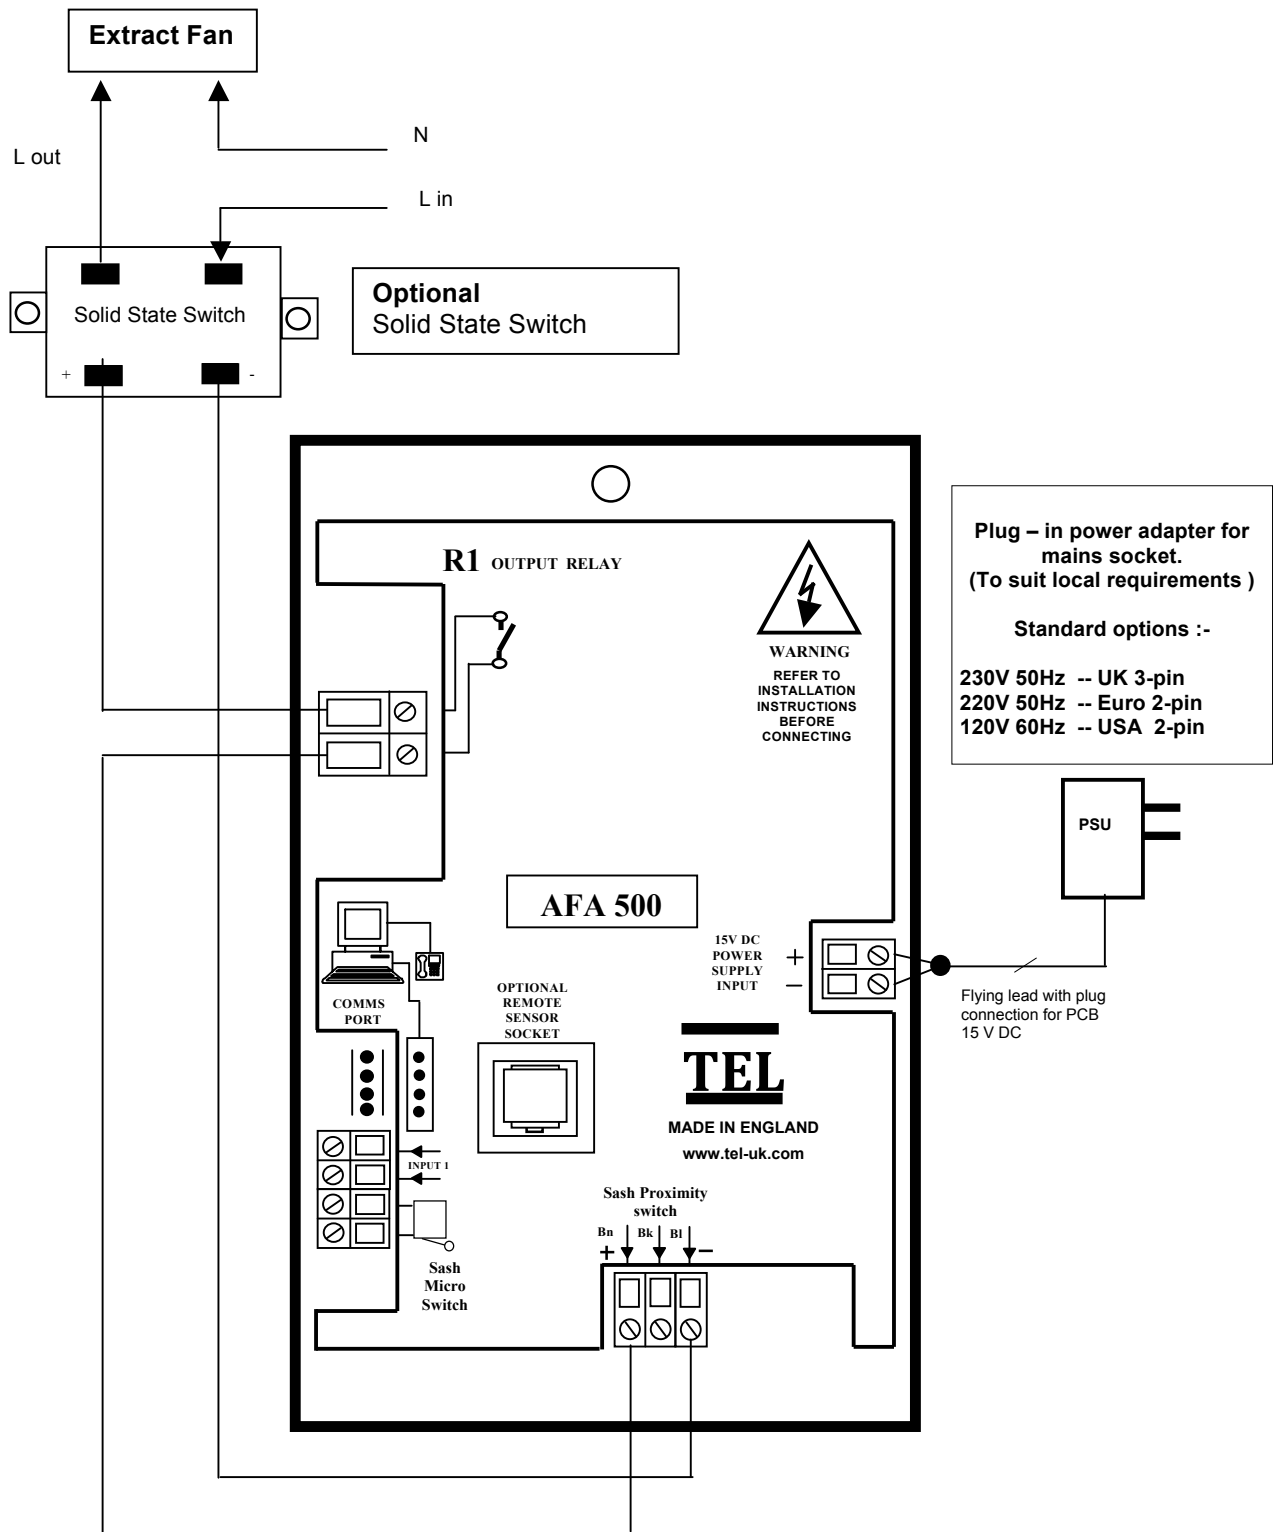 Extract Fan
N
L out
L in
Solid State Switch
+ -
Optional
Solid State Switch
R1 OUTPUT RELAY
WARNING
REFER TO
INSTALLATION
INSTRUCTIONS
BEFORE
CONNECTING
Plug – in power adapter for
mains socket.
(To suit local requirements )
Standard options :-
230V 50Hz -- UK 3-pin
220V 50Hz -- Euro 2-pin
120V 60Hz -- USA 2-pin
PSU
AFA 500
15V DC
POWER
SUPPLY
INPUT
+
–
Flying lead with plug
connection for PCB
15 V DC
COMMS
PORT
OPTIONAL
REMOTE
SENSOR
SOCKET
TEL
MADE IN ENGLAND
www.tel-uk.com
INPUT 1
Sash
Micro
Switch
Sash Proximity
switch
Bn Bk Bl
+ –